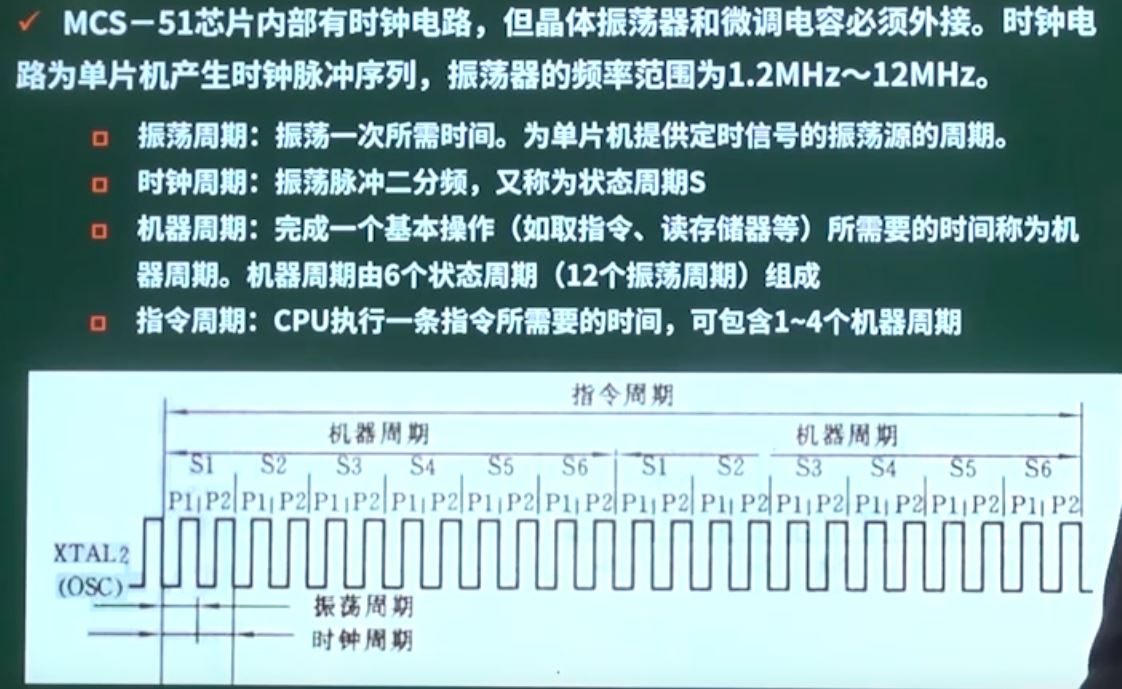 ✓ MCS－51芯片内部有时钟电路，但晶体振荡器和微调电容必须外接。时钟电
路为单片机产生时钟脉冲序列，振荡器的频率范围为1.2MHz～12MHz。
振荡周期：振荡一次所需时间。为单片机提供定时信号的振荡源的周期。
时钟周期：振荡脉冲二分频，又称为状态周期S
机器周期：完成一个基本操作（如取指令、读存储器等）所需要的时间称为机
器周期。机器周期由6个状态周期（12个振荡周期）组成
指令周期：CPU执行一条指令所需要的时间，可包含1~4个机器周期
指令周期
机器周期 机器周期
S1 S2 S3 S4 S5 S6 S1 S2 S3 S4 S5 S6
P1 P2 P1 P2 P1 P2 P1 P2 P1 P2 P1 P2 P1 P2 P1 P2 P1 P2 P1 P2 P1 P2 P1 P2
XTAL2
(OSC)
振荡周期
时钟周期